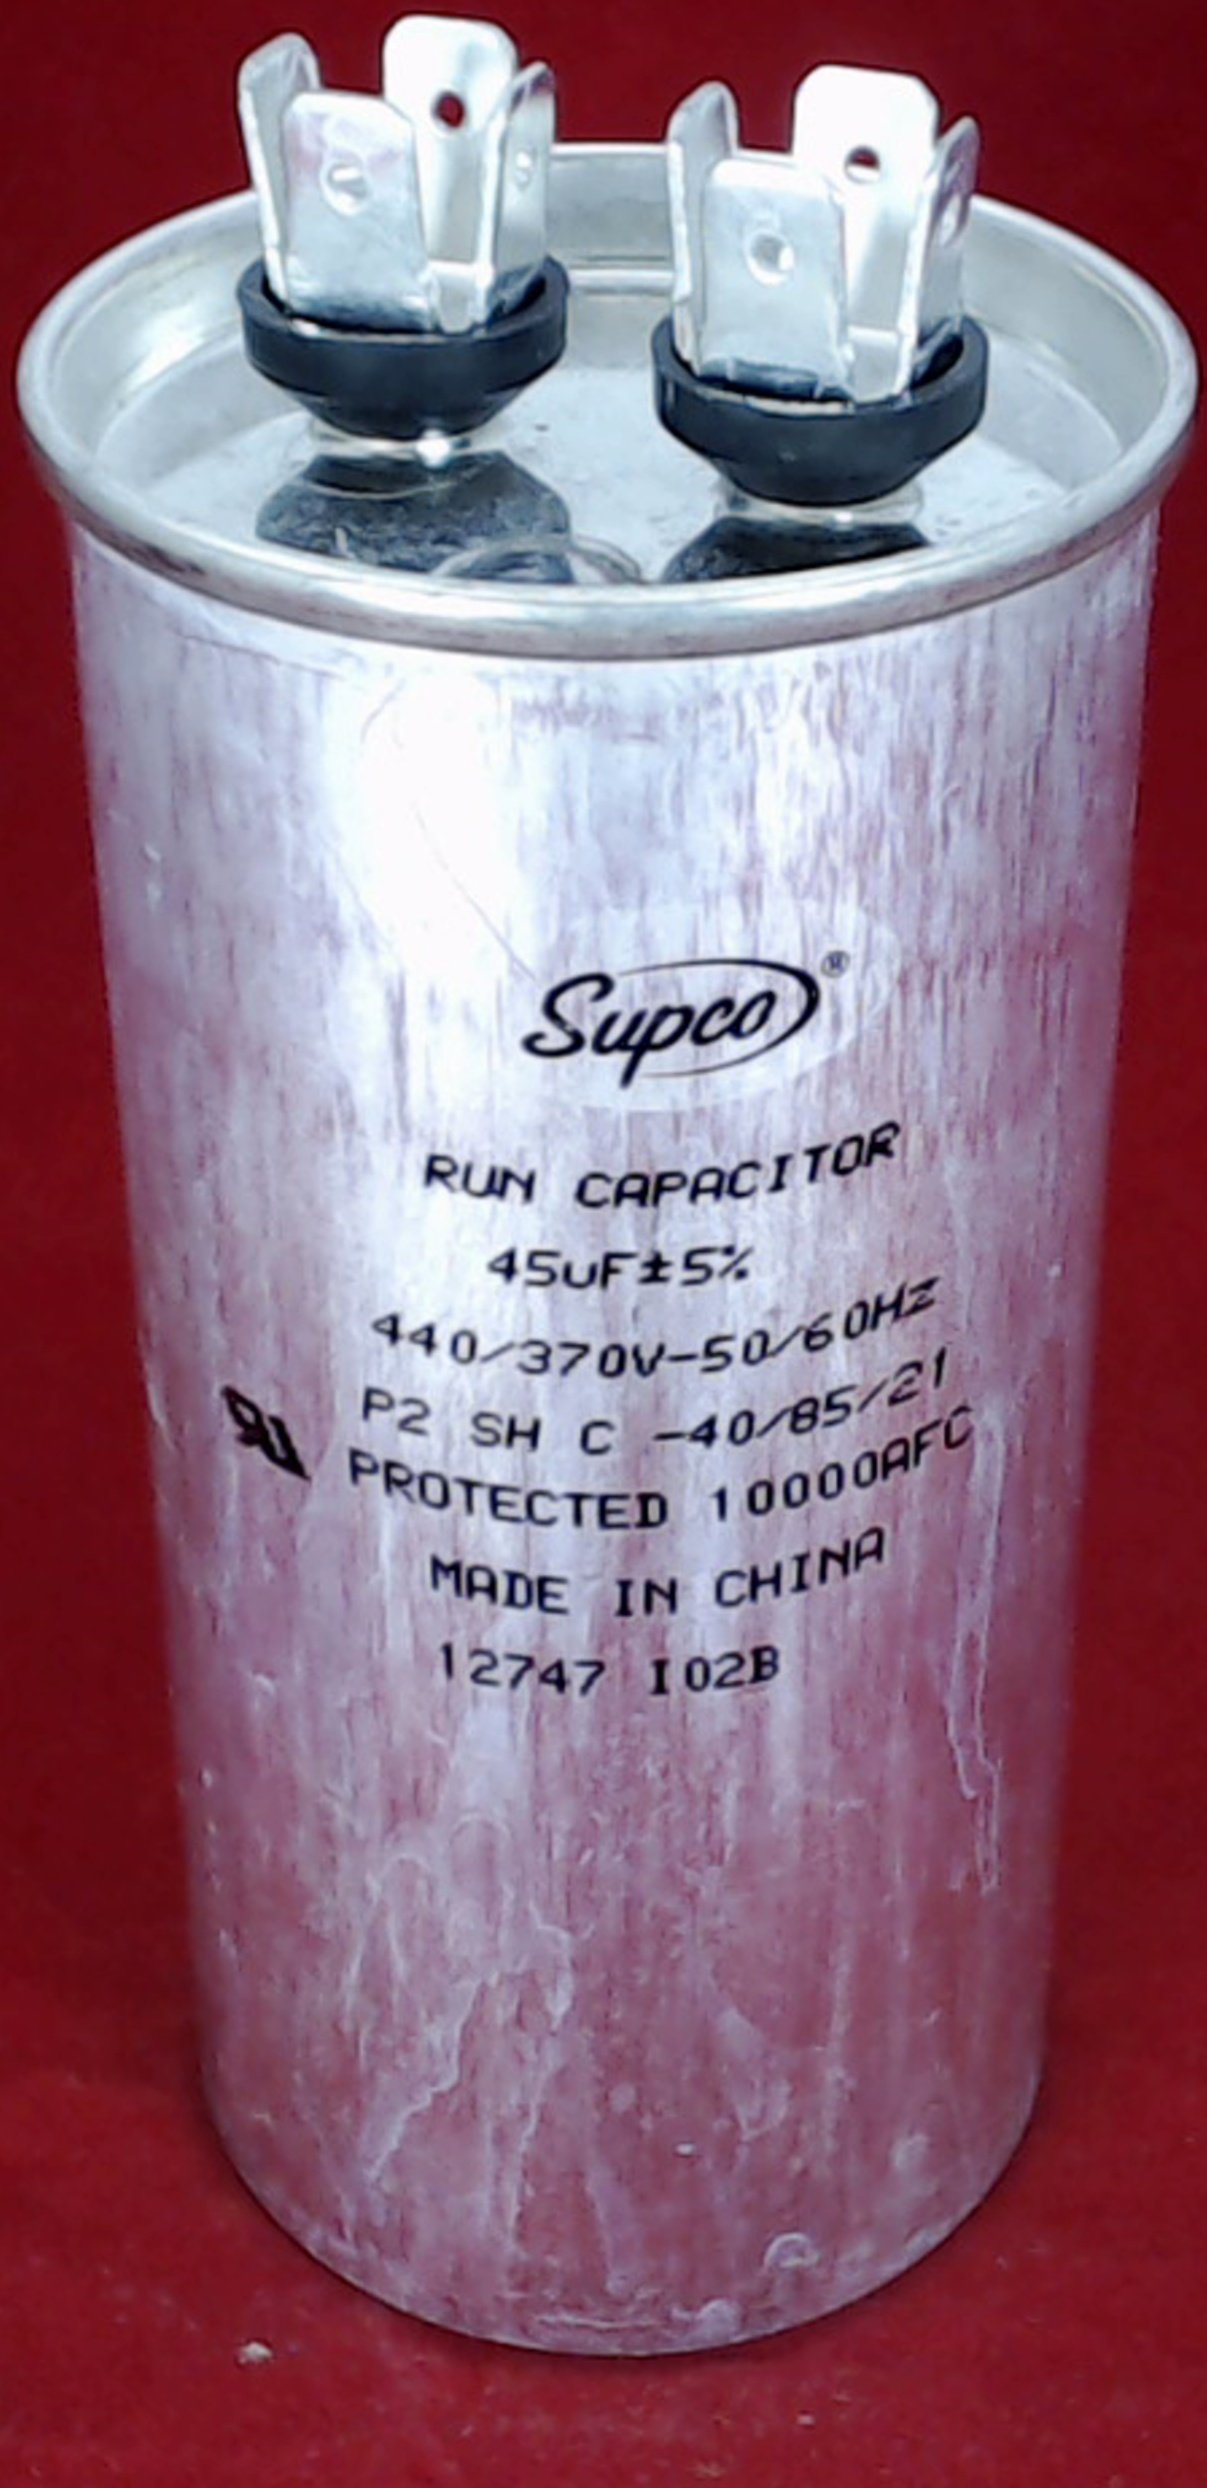 Supco®
RUN CAPACITOR
45uF±5%
440/370V-50/60HZ
P2 SH C -40/85/21
PROTECTED 10000AFC
MADE IN CHINA
12747 I02B